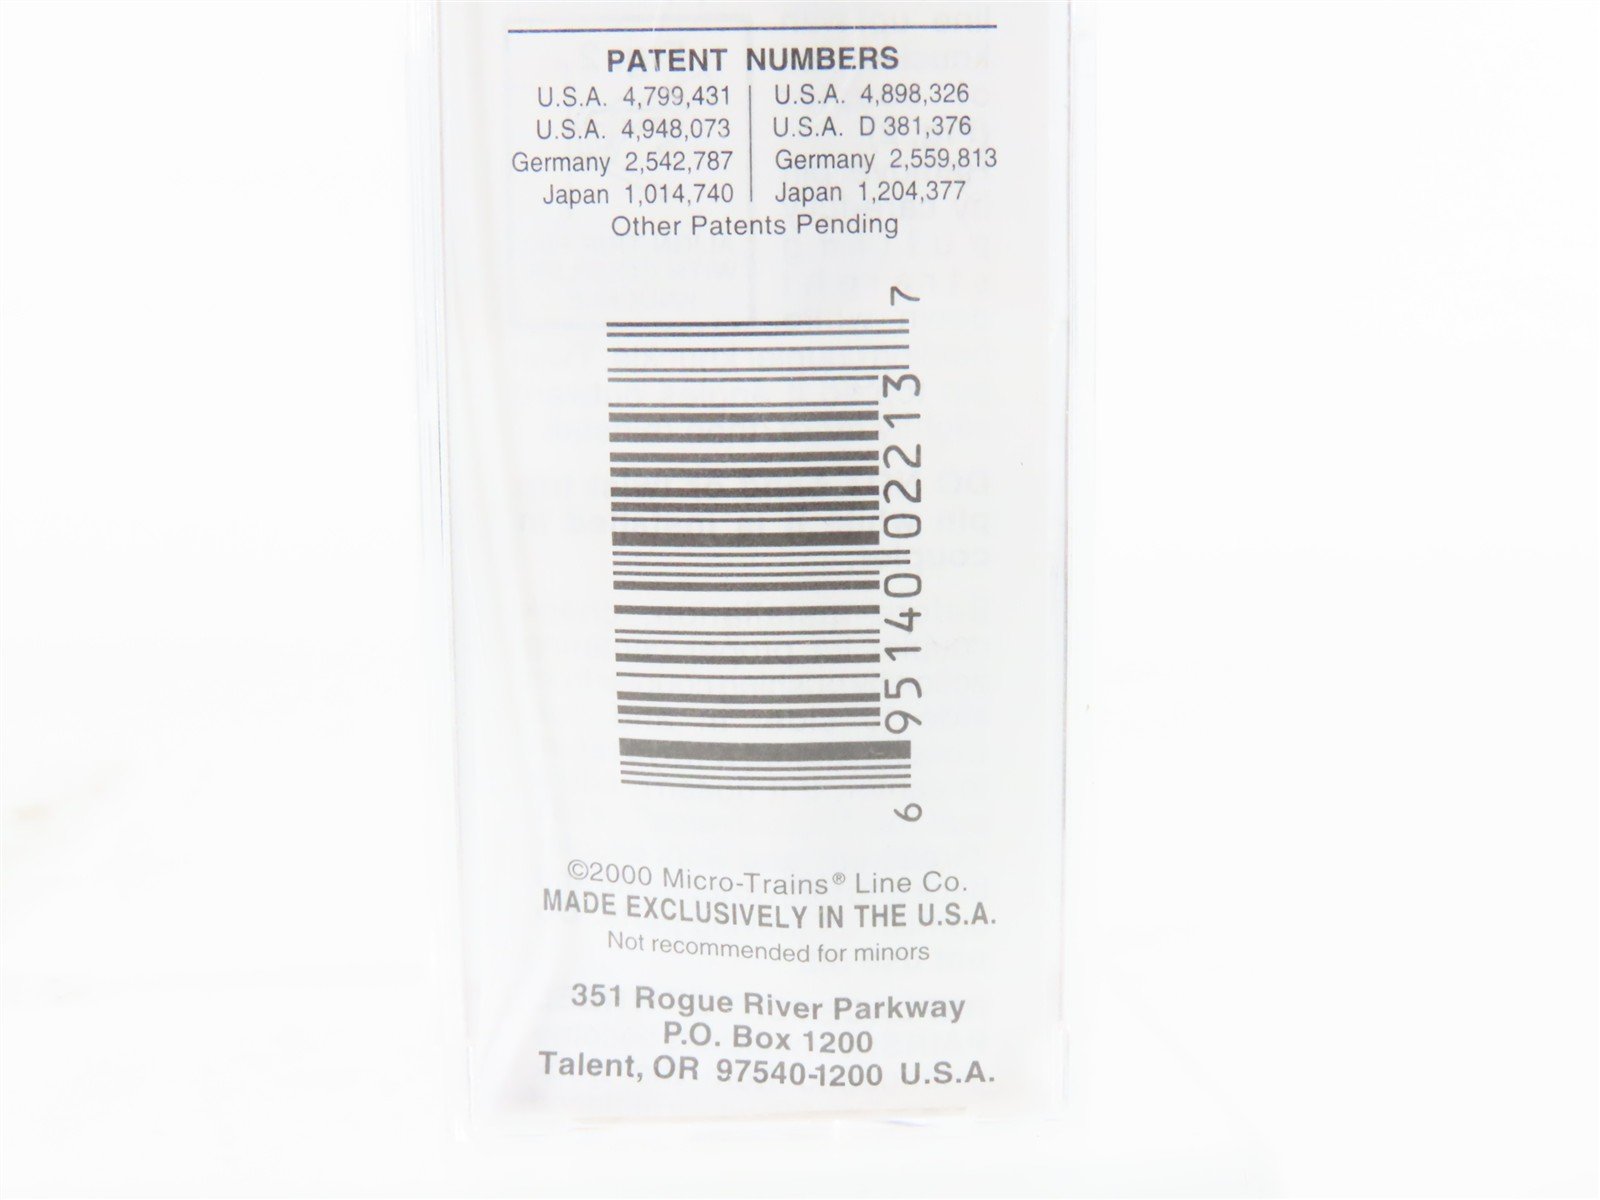 PATENT NUMBERS
U.S.A. 4,799,431 U.S.A. 4,898,326
U.S.A. 4,948,073 U.S.A. D 381,376
Germany 2,542,787 Germany 2,559,813
Japan 1,014,740 Japan 1,204,377
Other Patents Pending
6 95140 02213 7
©2000 Micro-Trains® Line Co.
MADE EXCLUSIVELY IN THE U.S.A.
Not recommended for minors
351 Rogue River Parkway
P.O. Box 1200
Talent, OR 97540-1200 U.S.A.